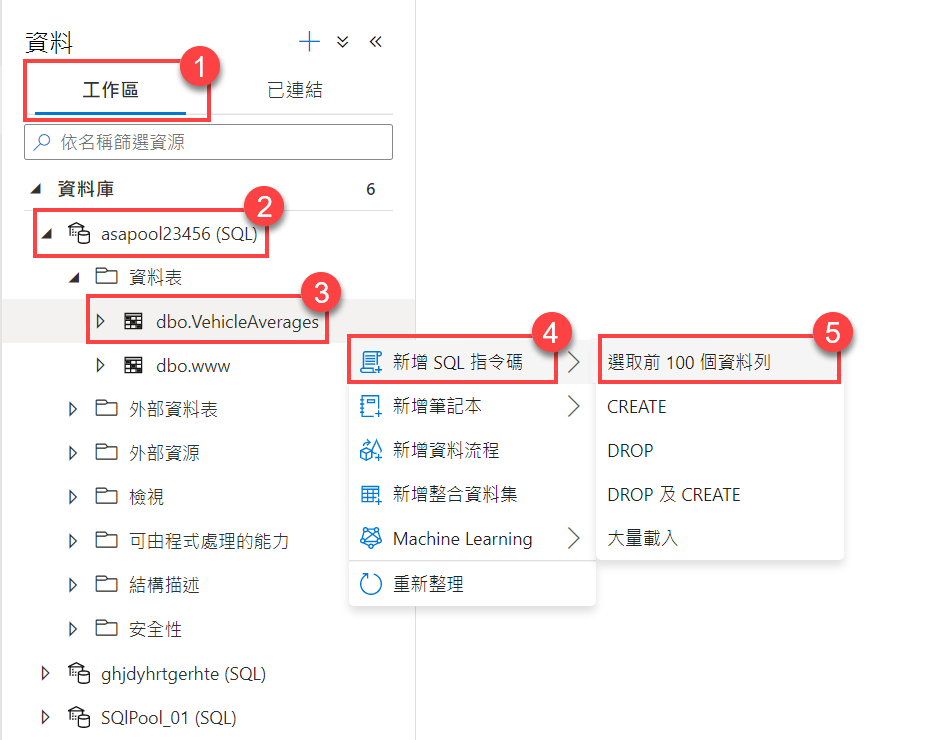 資料
1
工作區
已連結
依名稱篩選資源
資料庫 6
2
asapool23456 (SQL)
資料表
3
dbo.VehicleAverages
dbo.www
外部資料表
外部資源
檢視
可由程式處理的能力
結構描述
安全性
ghjdyhrtgerhte (SQL)
SQlPool_01 (SQL)
4
新增 SQL 指令碼
新增筆記本
新增資料流程
新增整合資料集
Machine Learning
重新整理
5
選取前 100 個資料列
CREATE
DROP
DROP 及 CREATE
大量載入